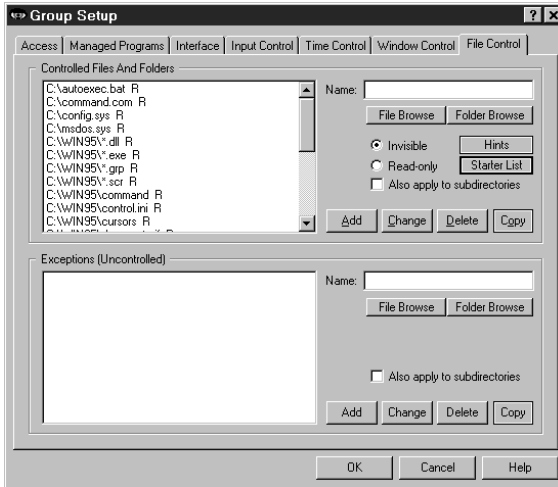 Group Setup
Access Managed Programs Interface Input Control Time Control Window Control File Control
Controlled Files And Folders
C:\autoexec.bat R
C:\command.com R
C:\config.sys R
C:\msdos.sys R
C:\WIN95\*.dll R
C:\WIN95\*.exe R
C:\WIN95\*.grp R
C:\WIN95\*.scr R
C:\WIN95\command R
C:\WIN95\control.ini R
C:\WIN95\cursors R
Name:
File Browse Folder Browse
Invisible Hints
Read-only Starter List
Also apply to subdirectories
Add Change Delete Copy
Exceptions (Uncontrolled)
Name:
File Browse Folder Browse
Also apply to subdirectories
Add Change Delete Copy
OK Cancel Help